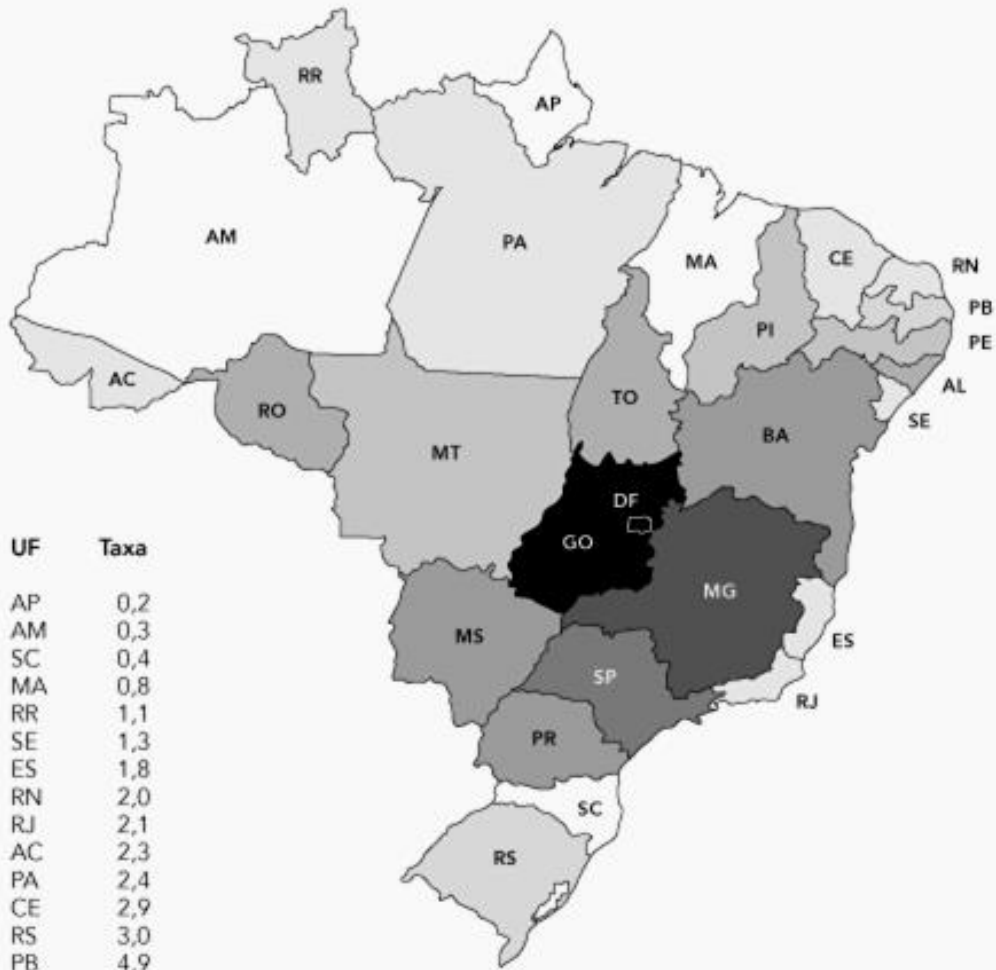 RR
AP
AM
PA
MA
CE
RN
PB
PI
PE
AC
TO
AL
RO
SE
BA
MT
DF
GO
MG
MS
ES
SP
RJ
PR
SC
RS
UF Taxa
AP 0,2
AM 0,3
SC 0,4
MA 0,8
RR 1,1
SE 1,3
ES 1,8
RN 2,0
RJ 2,1
AC 2,3
PA 2,4
CE 2,9
RS 3,0
PB 4,9